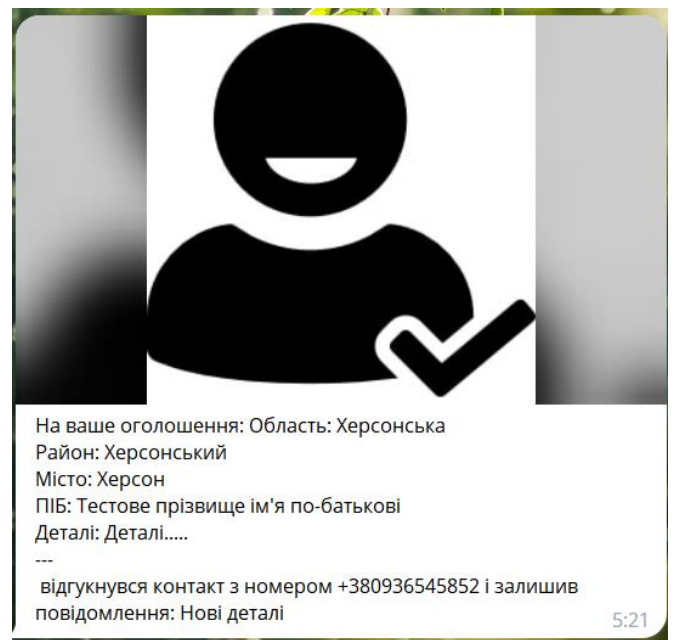 На ваше оголошення: Область: Херсонська
Район: Херсонський
Місто: Херсон
ПІБ: Тестове прізвище ім'я по-батькові
Деталі: Деталі.....
---
відгукнувся контакт з номером +380936545852 і залишив
повідомлення: Нові деталі
5:21